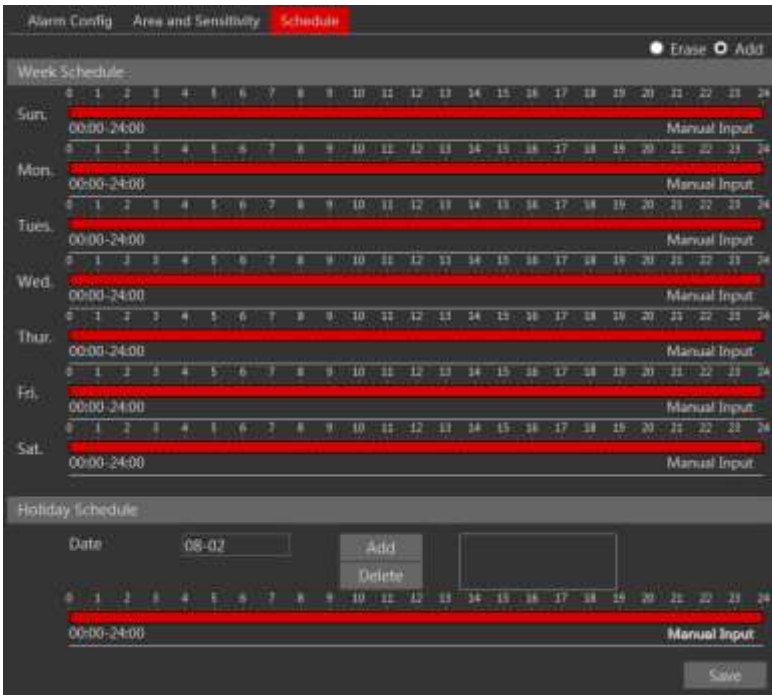 Alarm Config Area and Sensitivity Schedule
Erase Add
Week Schedule
0 1 2 3 4 5 6 7 8 9 10 11 12 13 14 15 16 17 18 19 20 21 22 23 24
Sun.
00:00-24:00 Manual Input
0 1 2 3 4 5 6 7 8 9 10 11 12 13 14 15 16 17 18 19 20 21 22 23 24
Mon.
00:00-24:00 Manual Input
0 1 2 3 4 5 6 7 8 9 10 11 12 13 14 15 16 17 18 19 20 21 22 23 24
Tues.
00:00-24:00 Manual Input
0 1 2 3 4 5 6 7 8 9 10 11 12 13 14 15 16 17 18 19 20 21 22 23 24
Wed.
00:00-24:00 Manual Input
0 1 2 3 4 5 6 7 8 9 10 11 12 13 14 15 16 17 18 19 20 21 22 23 24
Thur.
00:00-24:00 Manual Input
0 1 2 3 4 5 6 7 8 9 10 11 12 13 14 15 16 17 18 19 20 21 22 23 24
Fri.
00:00-24:00 Manual Input
0 1 2 3 4 5 6 7 8 9 10 11 12 13 14 15 16 17 18 19 20 21 22 23 24
Sat.
00:00-24:00 Manual Input
Holiday Schedule
Date 08-02 Add
Delete
0 1 2 3 4 5 6 7 8 9 10 11 12 13 14 15 16 17 18 19 20 21 22 23 24
00:00-24:00 Manual Input
Save